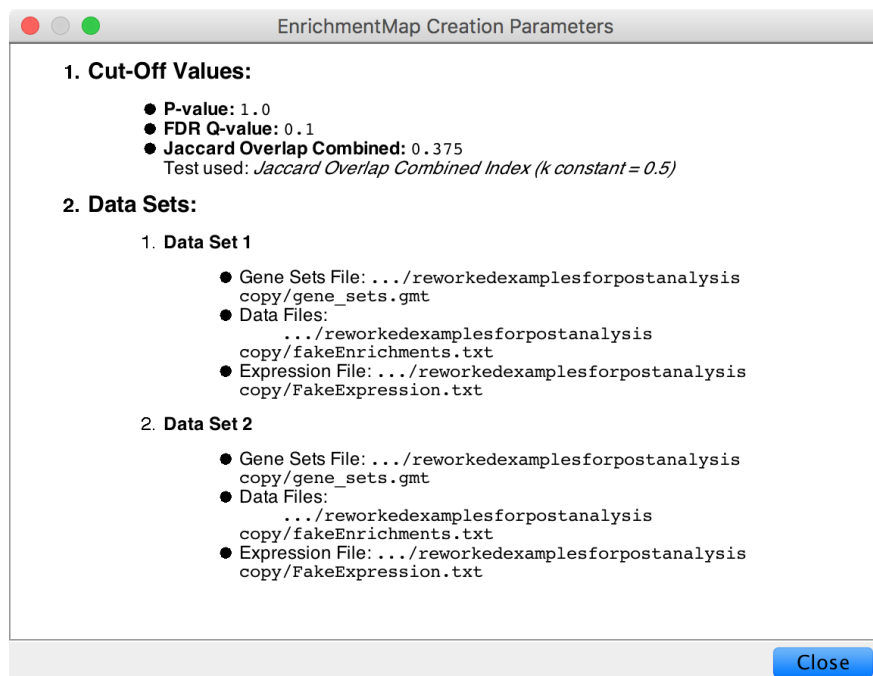 EnrichmentMap Creation Parameters
1. Cut-Off Values:
● P-value: 1.0
● FDR Q-value: 0.1
● Jaccard Overlap Combined: 0.375
Test used: Jaccard Overlap Combined Index (k constant = 0.5)
2. Data Sets:
1. Data Set 1
● Gene Sets File: .../reworkedexamplesforpostanalysis
copy/gene_sets.gmt
● Data Files:
.../reworkedexamplesforpostanalysis
copy/fakeEnrichments.txt
● Expression File: .../reworkedexamplesforpostanalysis
copy/FakeExpression.txt
2. Data Set 2
● Gene Sets File: .../reworkedexamplesforpostanalysis
copy/gene_sets.gmt
● Data Files:
.../reworkedexamplesforpostanalysis
copy/fakeEnrichments.txt
● Expression File: .../reworkedexamplesforpostanalysis
copy/FakeExpression.txt
Close